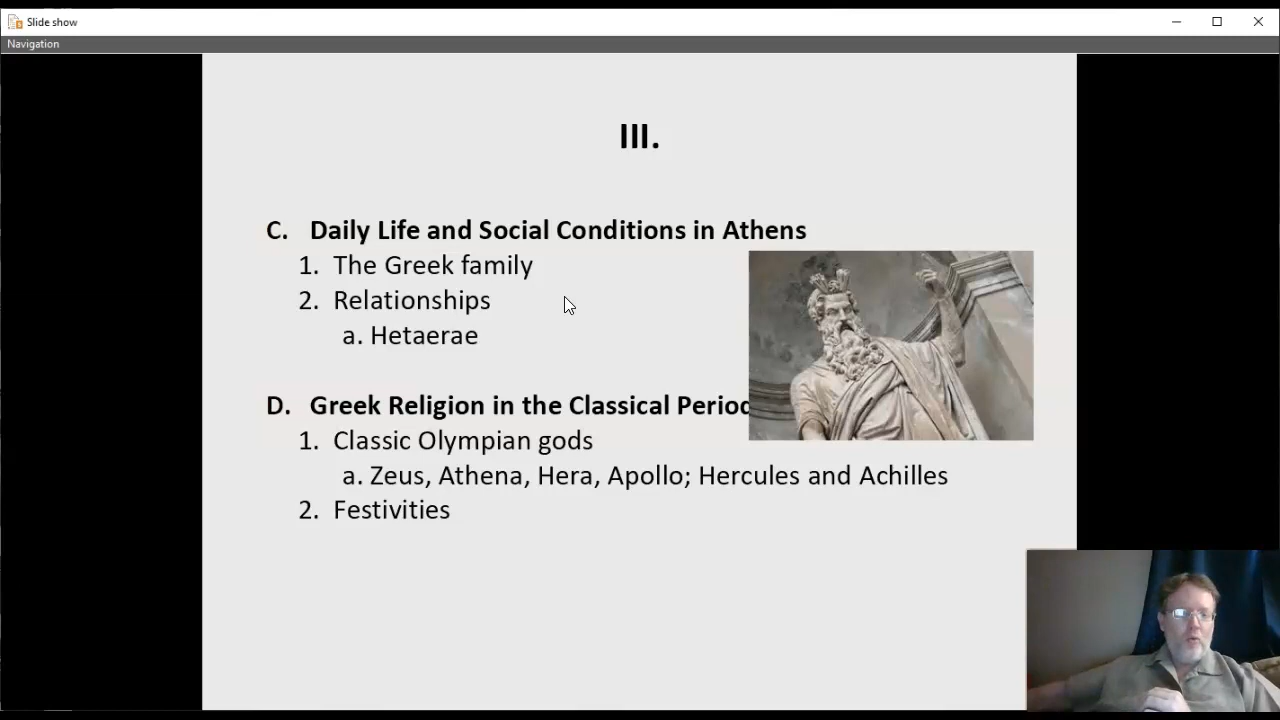 Slide show
Navigation
III.
C. Daily Life and Social Conditions in Athens
1. The Greek family
2. Relationships
a. Hetaerae
D. Greek Religion in the Classical Period
1. Classic Olympian gods
a. Zeus, Athena, Hera, Apollo; Hercules and Achilles
2. Festivities